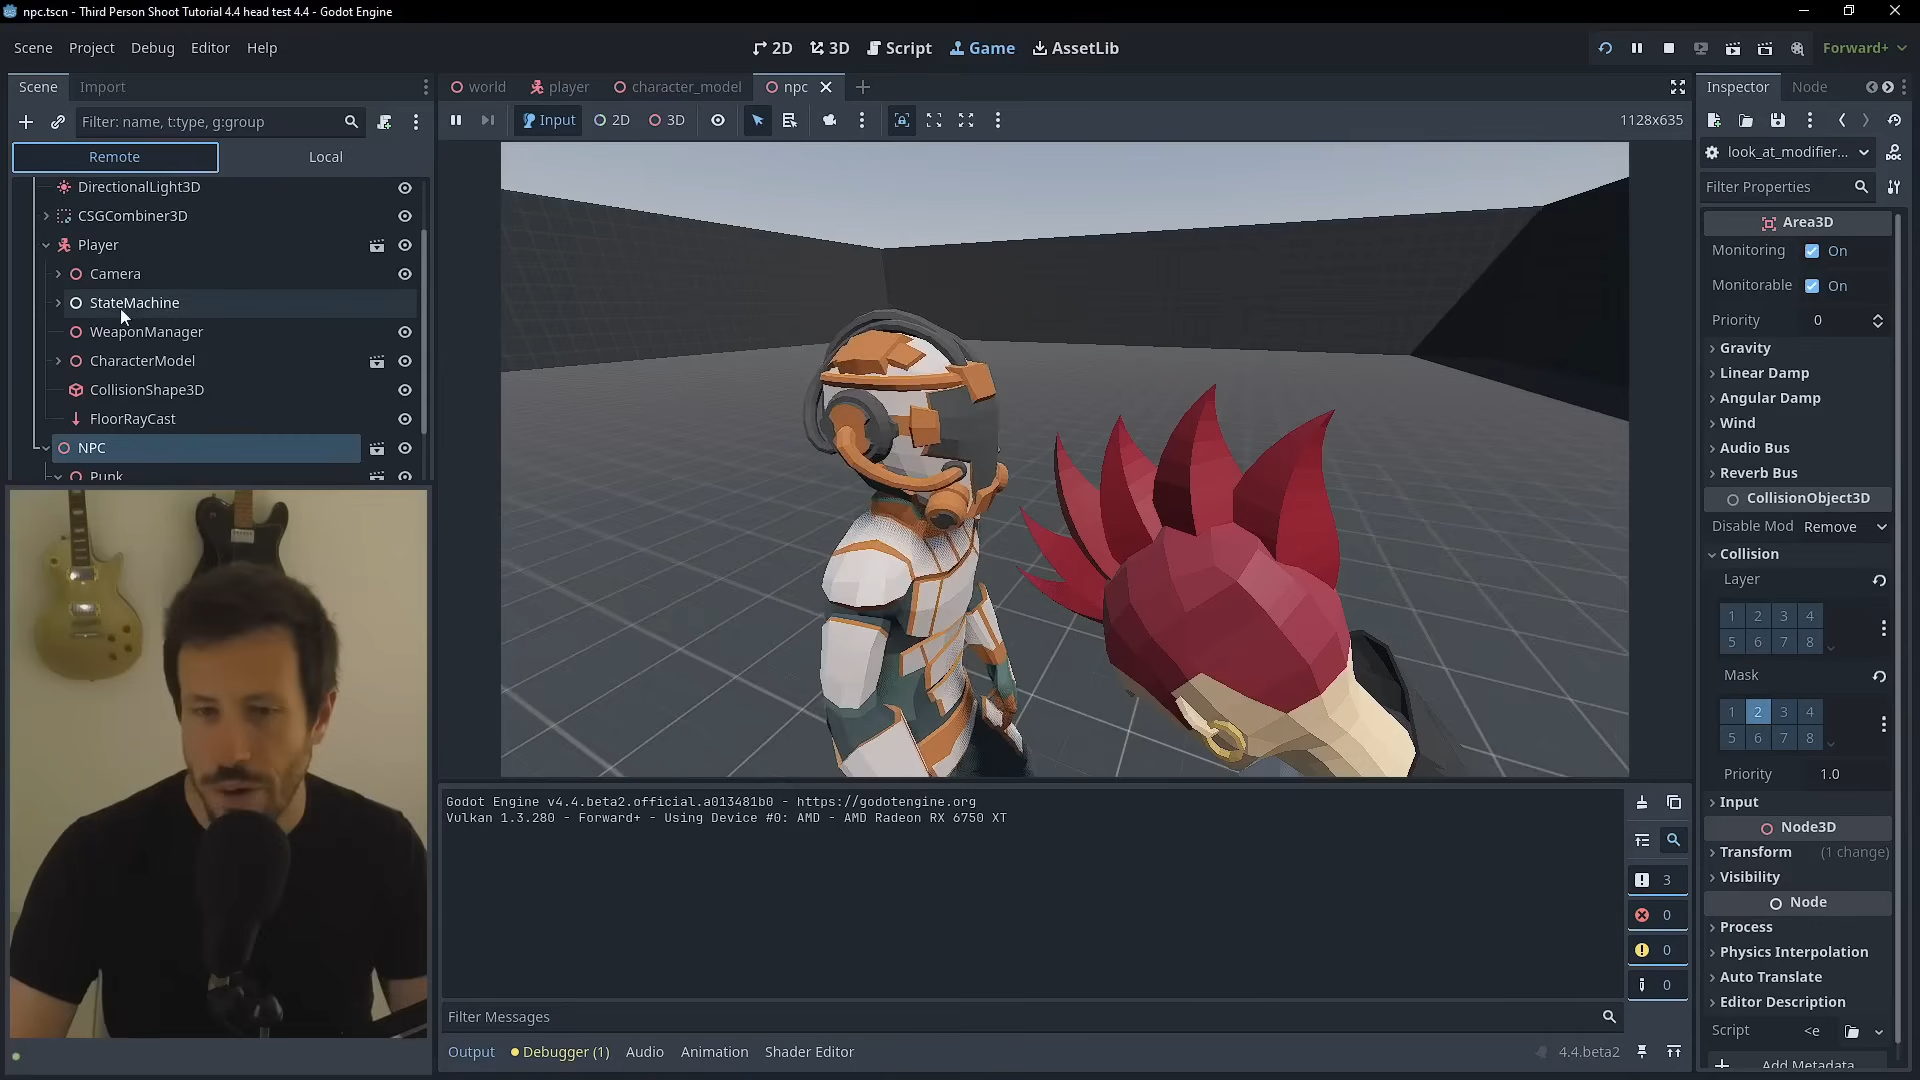 npc.tscn - Third Person Shoot Tutorial 4.4 head test 4.4 - Godot Engine
Scene Project Debug Editor Help
2D 3D Script Game AssetLib
Forward+
Scene Import
world player character_model npc
Inspector Node
Filter: name, t:type, g:group
Input 2D 3D
1128x635
Remote Local
look_at_modifier...
Filter Properties
DirectionalLight3D
CSGCombiner3D
Player
Camera
StateMachine
WeaponManager
CharacterModel
CollisionShape3D
FloorRayCast
NPC
Punk
Area3D
Monitoring On
Monitorable On
Priority 0
Gravity
Linear Damp
Angular Damp
Wind
Audio Bus
Reverb Bus
CollisionObject3D
Disable Mod Remove
Collision
Layer
1 2 3 4
5 6 7 8
Mask
1 2 3 4
5 6 7 8
Priority 1.0
Input
Node3D
Transform (1 change)
Visibility
Node
Process
Physics Interpolation
Auto Translate
Editor Description
Script <e
Add Metadata
Godot Engine v4.4.beta2.official.a013481b0 - https://godotengine.org
Vulkan 1.3.280 - Forward+ - Using Device #0: AMD - AMD Radeon RX 6750 XT
3
0
0
0
Filter Messages
Output Debugger (1) Audio Animation Shader Editor
4.4.beta2